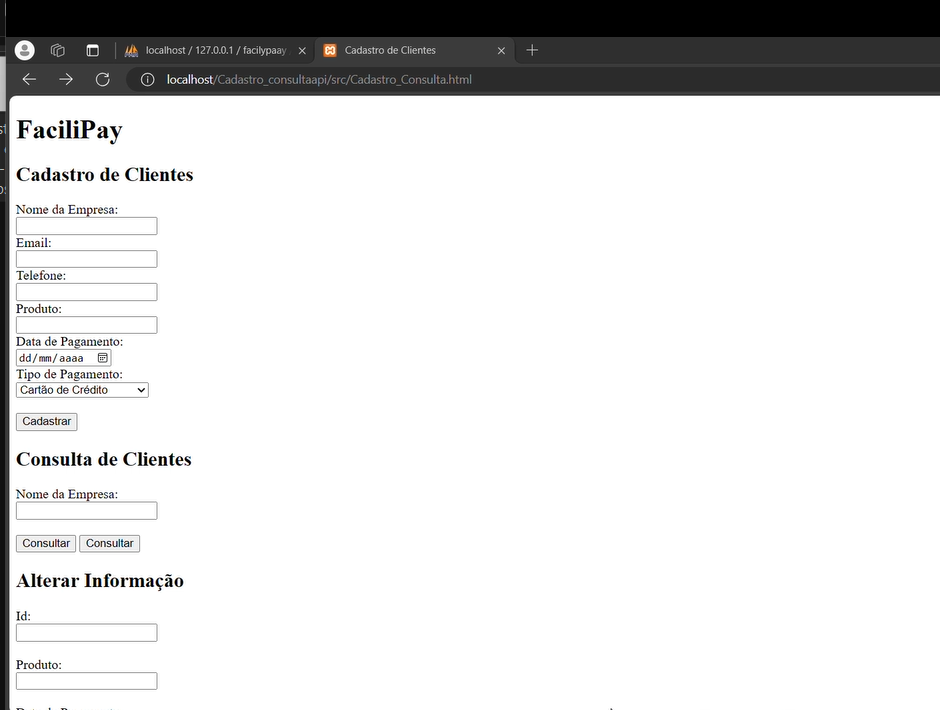 localhost / 127.0.0.1 / facilypaay
Cadastro de Clientes
localhost/Cadastro_consultaapi/src/Cadastro_Consulta.html
FaciliPay
Cadastro de Clientes
Nome da Empresa:
Email:
Telefone:
Produto:
Data de Pagamento:
dd/mm/aaaa
Tipo de Pagamento:
Cartão de Crédito
Cadastrar
Consulta de Clientes
Nome da Empresa:
Consultar Consultar
Alterar Informação
Id:
Produto: